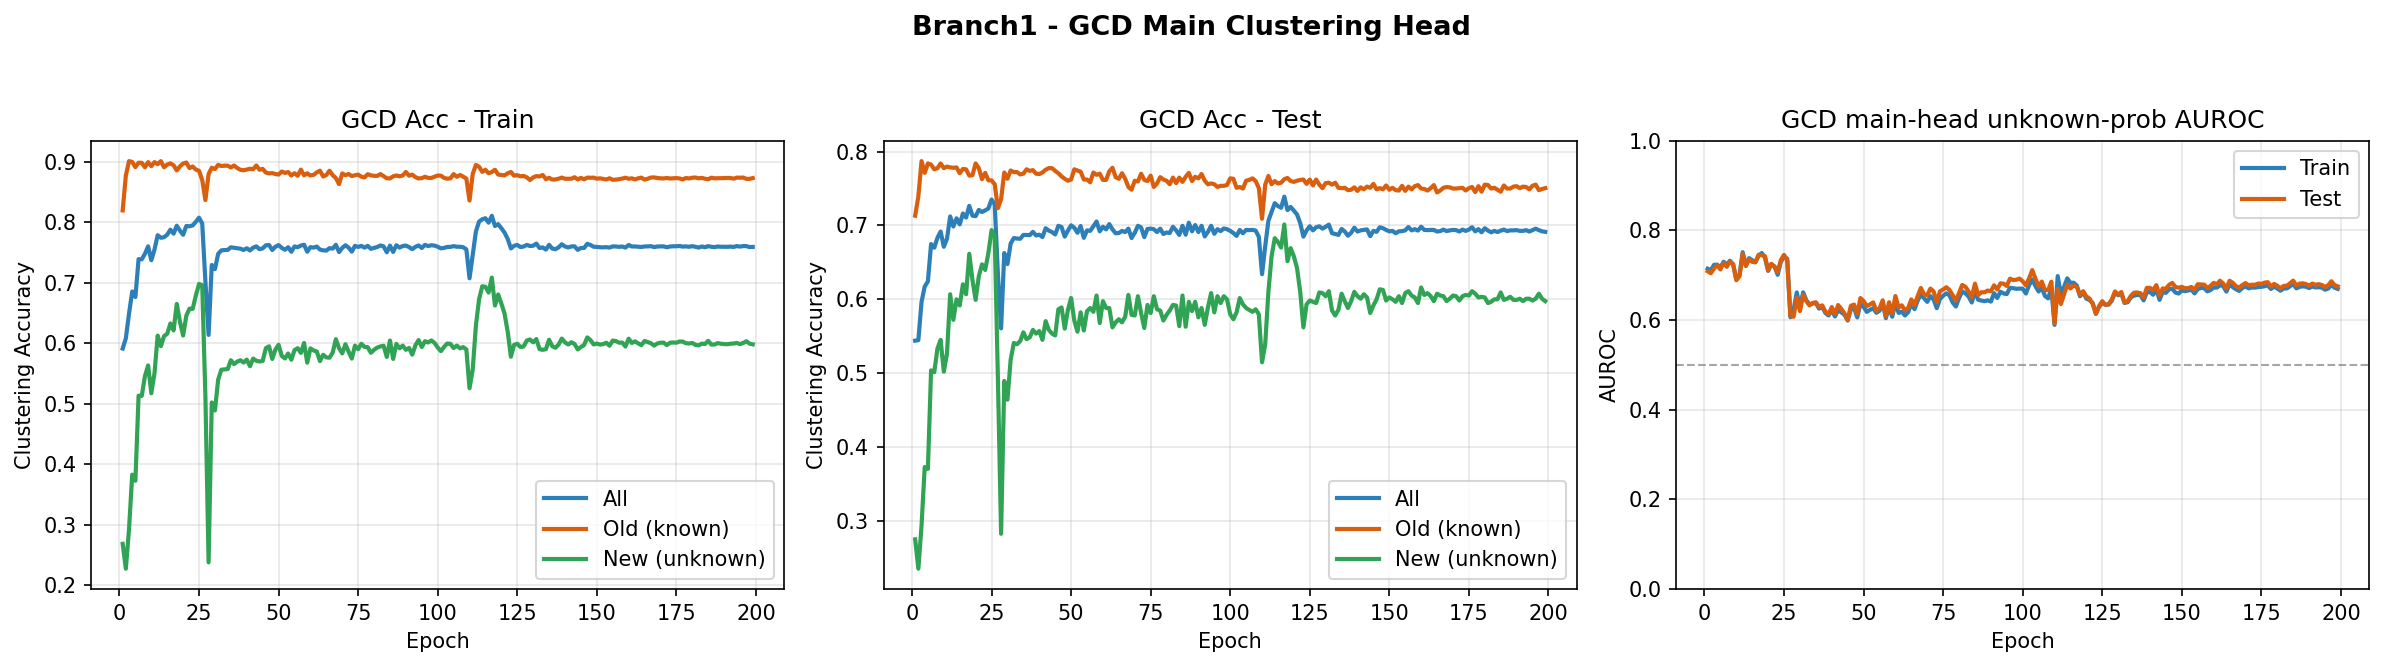 Branch1 - GCD Main Clustering Head
GCD Acc - Train
Clustering Accuracy
0.9
0.8
0.7
0.6
0.5
0.4
0.3
0.2
0 25 50 75 100 125 150 175 200
Epoch
All
Old (known)
New (unknown)
GCD Acc - Test
Clustering Accuracy
0.8
0.7
0.6
0.5
0.4
0.3
0 25 50 75 100 125 150 175 200
Epoch
All
Old (known)
New (unknown)
GCD main-head unknown-prob AUROC
AUROC
1.0
0.8
0.6
0.4
0.2
0.0
0 25 50 75 100 125 150 175 200
Epoch
Train
Test